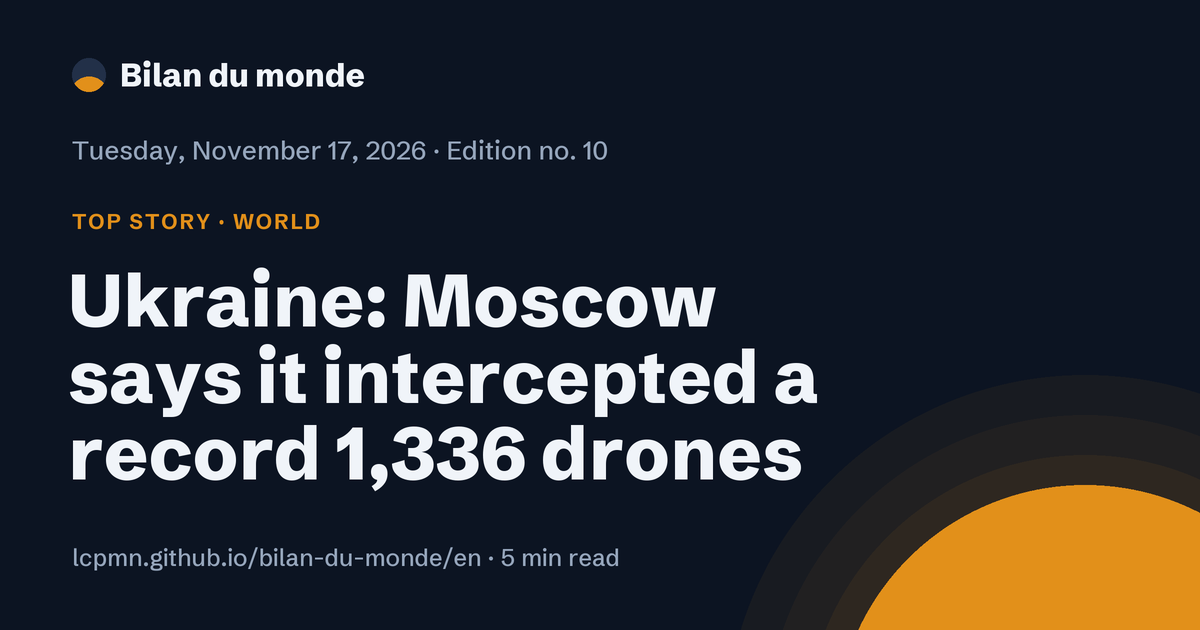 Bilan du monde
Tuesday, November 17, 2026 · Edition no. 10
TOP STORY · WORLD
Ukraine: Moscow
says it intercepted a
record 1,336 drones
lcpmn.github.io/bilan-du-monde/en · 5 min read